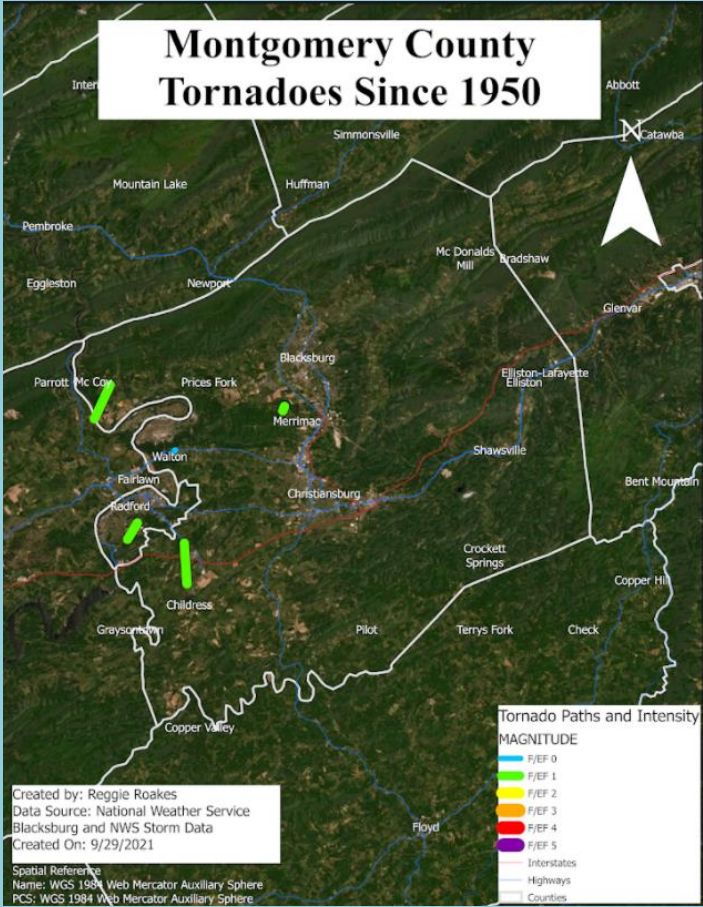 Montgomery County
Tornadoes Since 1950
Abbott
N
Catawba
Simmonsville
Mountain Lake
Huffman
Pembroke
Mc Donalds
Mill
Bradshaw
Eggleston
Newport
Glenvar
Blacksburg
Parrott
Mc Coy
Prices Fork
Elliston-Lafayette
Elliston
Merrimac
Walton
Shawsville
Fairlawn
Bent Mountain
Christiansburg
Radford
Crockett
Springs
Copper Hill
Childress
Graysontown
Pilot
Terrys Fork
Check
Copper Valley
Floyd
Tornado Paths and Intensity
MAGNITUDE
F/EF 0
F/EF 1
F/EF 2
F/EF 3
F/EF 4
F/EF 5
Interstates
Highways
Counties
Created by: Reggie Roakes
Data Source: National Weather Service
Blacksburg and NWS Storm Data
Created On: 9/29/2021
Spatial Reference
Name: WGS 1984 Web Mercator Auxiliary Sphere
PCS: WGS 1984 Web Mercator Auxiliary Sphere